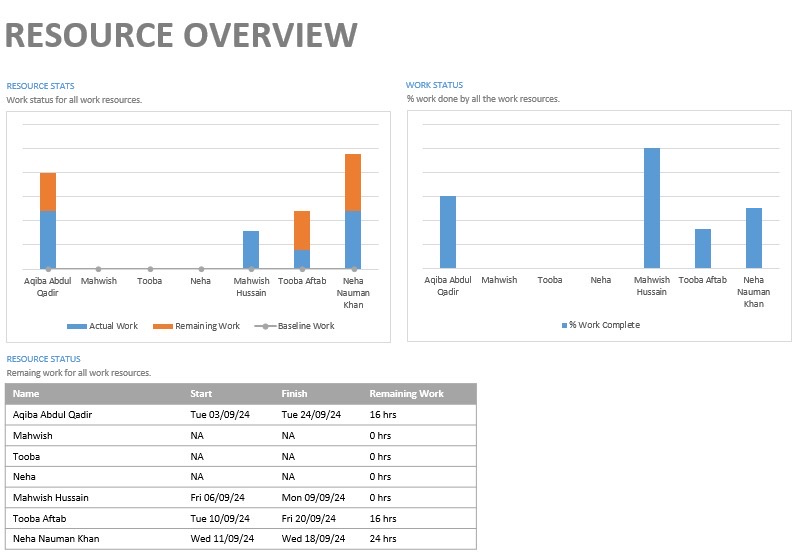 RESOURCE OVERVIEW
RESOURCE STATS
Work status for all work resources.
Aqiba Abdul Qadir
Mahwish
Tooba
Neha
Mahwish Hussain
Tooba Aftab
Neha Nauman Khan
Actual Work
Remaining Work
Baseline Work
WORK STATUS
% work done by all the work resources.
Aqiba Abdul Qadir
Mahwish
Tooba
Neha
Mahwish Hussain
Tooba Aftab
Neha Nauman Khan
% Work Complete
RESOURCE STATUS
Remaing work for all work resources.
Name Start Finish Remaining Work
Aqiba Abdul Qadir Tue 03/09/24 Tue 24/09/24 16 hrs
Mahwish NA NA 0 hrs
Tooba NA NA 0 hrs
Neha NA NA 0 hrs
Mahwish Hussain Fri 06/09/24 Mon 09/09/24 0 hrs
Tooba Aftab Tue 10/09/24 Fri 20/09/24 16 hrs
Neha Nauman Khan Wed 11/09/24 Wed 18/09/24 24 hrs